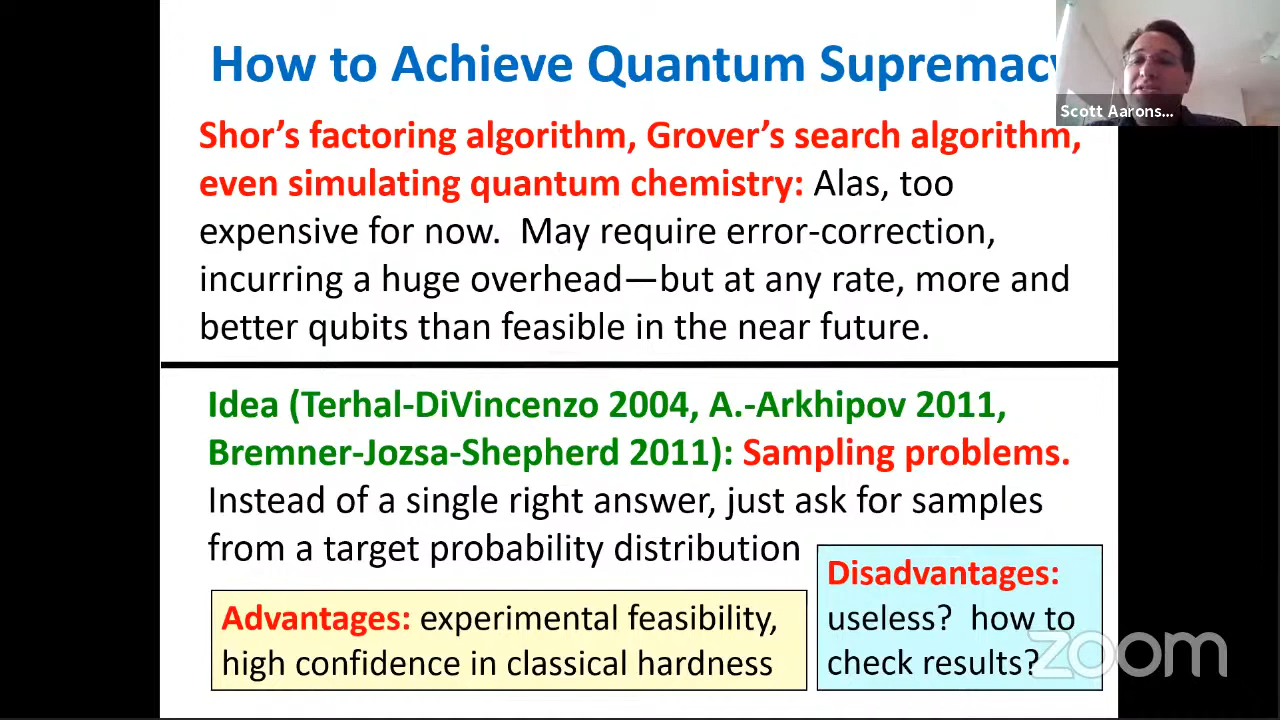 How to Achieve Quantum Supremacy
Scott Aarons...
Shor's factoring algorithm, Grover's search algorithm,
even simulating quantum chemistry: Alas, too
expensive for now.  May require error-correction,
incurring a huge overhead—but at any rate, more and
better qubits than feasible in the near future.
Idea (Terhal-DiVincenzo 2004, A.-Arkhipov 2011,
Bremner-Jozsa-Shepherd 2011): Sampling problems.
Instead of a single right answer, just ask for samples
from a target probability distribution
Advantages: experimental feasibility,
high confidence in classical hardness
Disadvantages:
useless?  how to
check results?
zoom